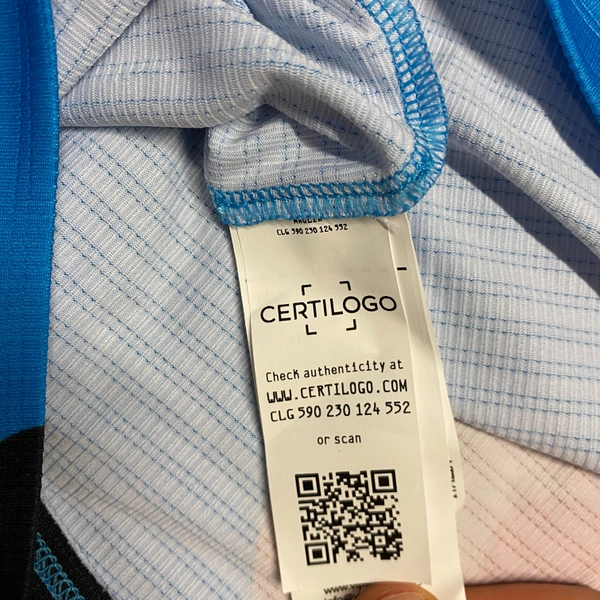 CLG 590 230 124 552
CERTILOGO
Check authenticity at
WWW.CERTILOGO.COM
CLG 590 230 124 552
or scan